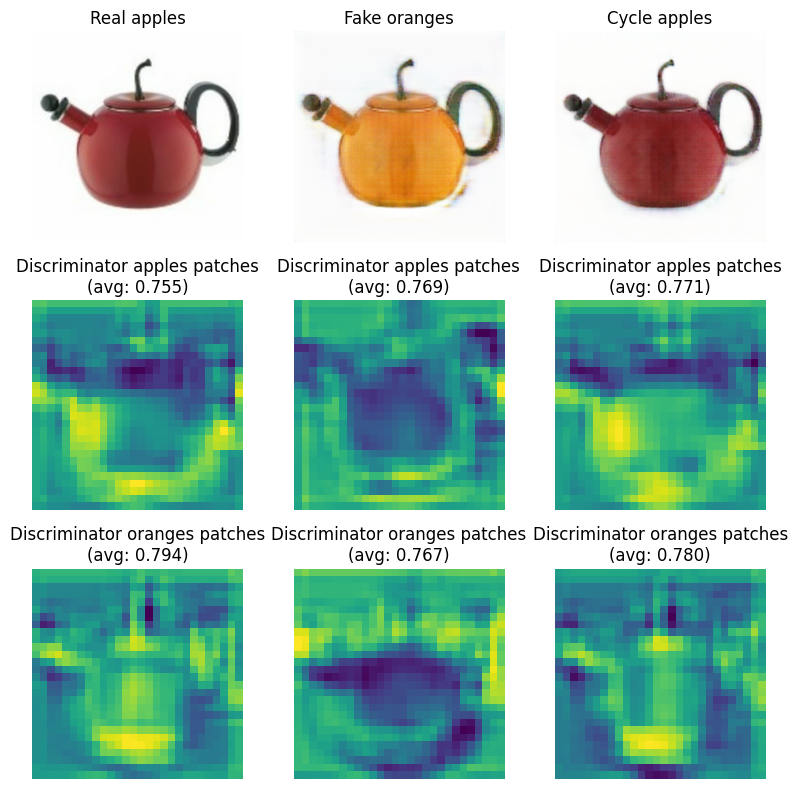 Real apples
Fake oranges
Cycle apples
Discriminator apples patches
(avg: 0.755)
Discriminator apples patches
(avg: 0.769)
Discriminator apples patches
(avg: 0.771)
Discriminator oranges patches
(avg: 0.794)
Discriminator oranges patches
(avg: 0.767)
Discriminator oranges patches
(avg: 0.780)